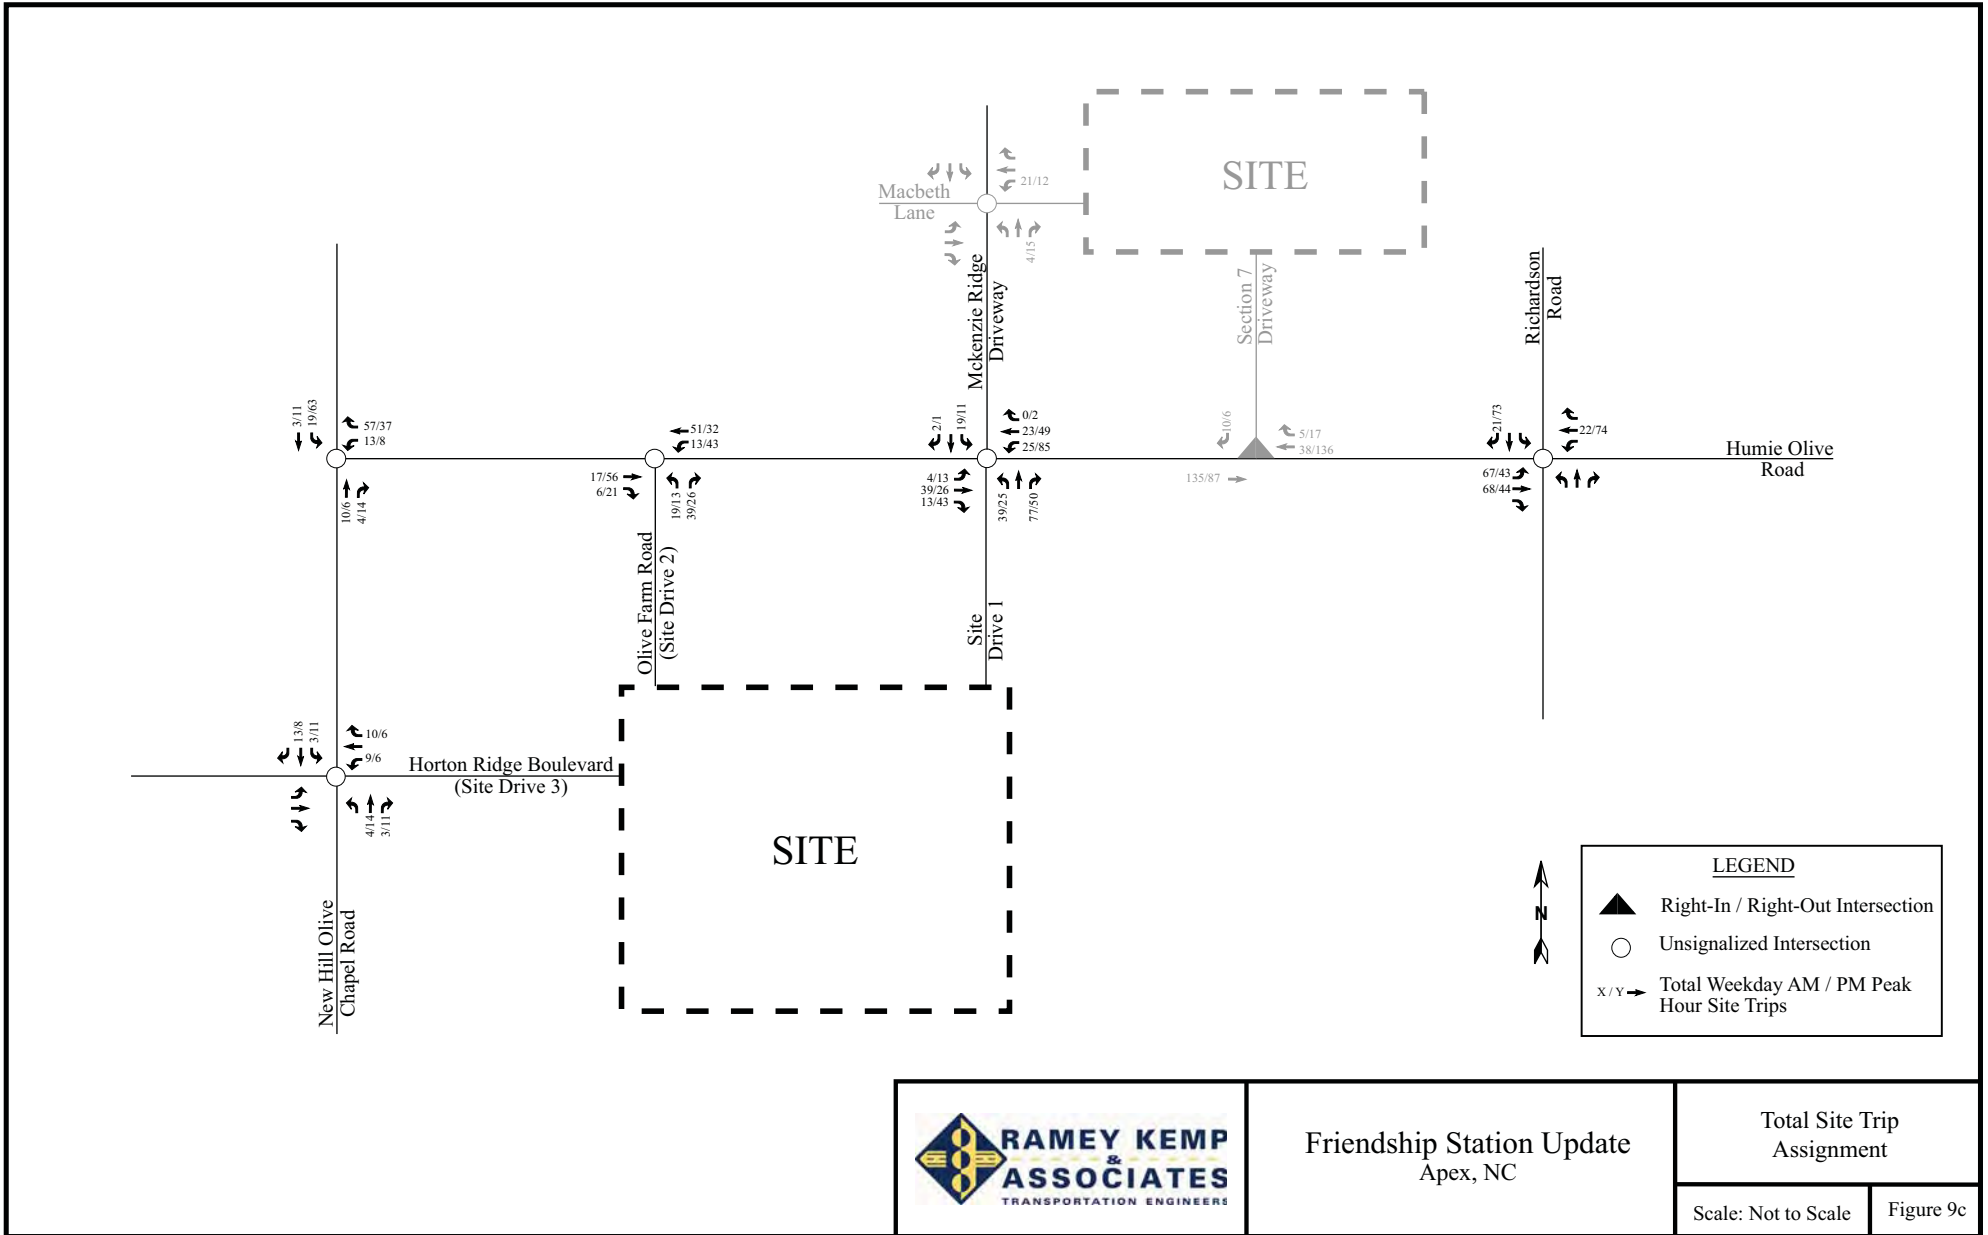 SITE
21/12
Macbeth
Lane
4/15
Mckenzie Ridge
Driveway
Section 7
Driveway
Richardson
Road
3/11
19/63
57/37
13/8
10/6
4/14
51/32
13/43
17/56
6/21
19/13
39/26
2/1
19/11
0/2
23/49
25/85
4/13
39/26
13/43
39/25
77/50
10/6
5/17
38/136
135/87
21/73
22/74
67/43
68/44
Humie Olive
Road
Olive Farm Road
(Site Drive 2)
Site
Drive 1
13/8
3/11
10/6
9/6
Horton Ridge Boulevard
(Site Drive 3)
4/14
3/11
SITE
New Hill Olive
Chapel Road
N
LEGEND
Right-In / Right-Out Intersection
Unsignalized Intersection
X / Y
Total Weekday AM / PM Peak
Hour Site Trips
RAMEY KEMP
&
ASSOCIATES
TRANSPORTATION ENGINEERS
Friendship Station Update
Apex, NC
Total Site Trip
Assignment
Scale: Not to Scale
Figure 9c